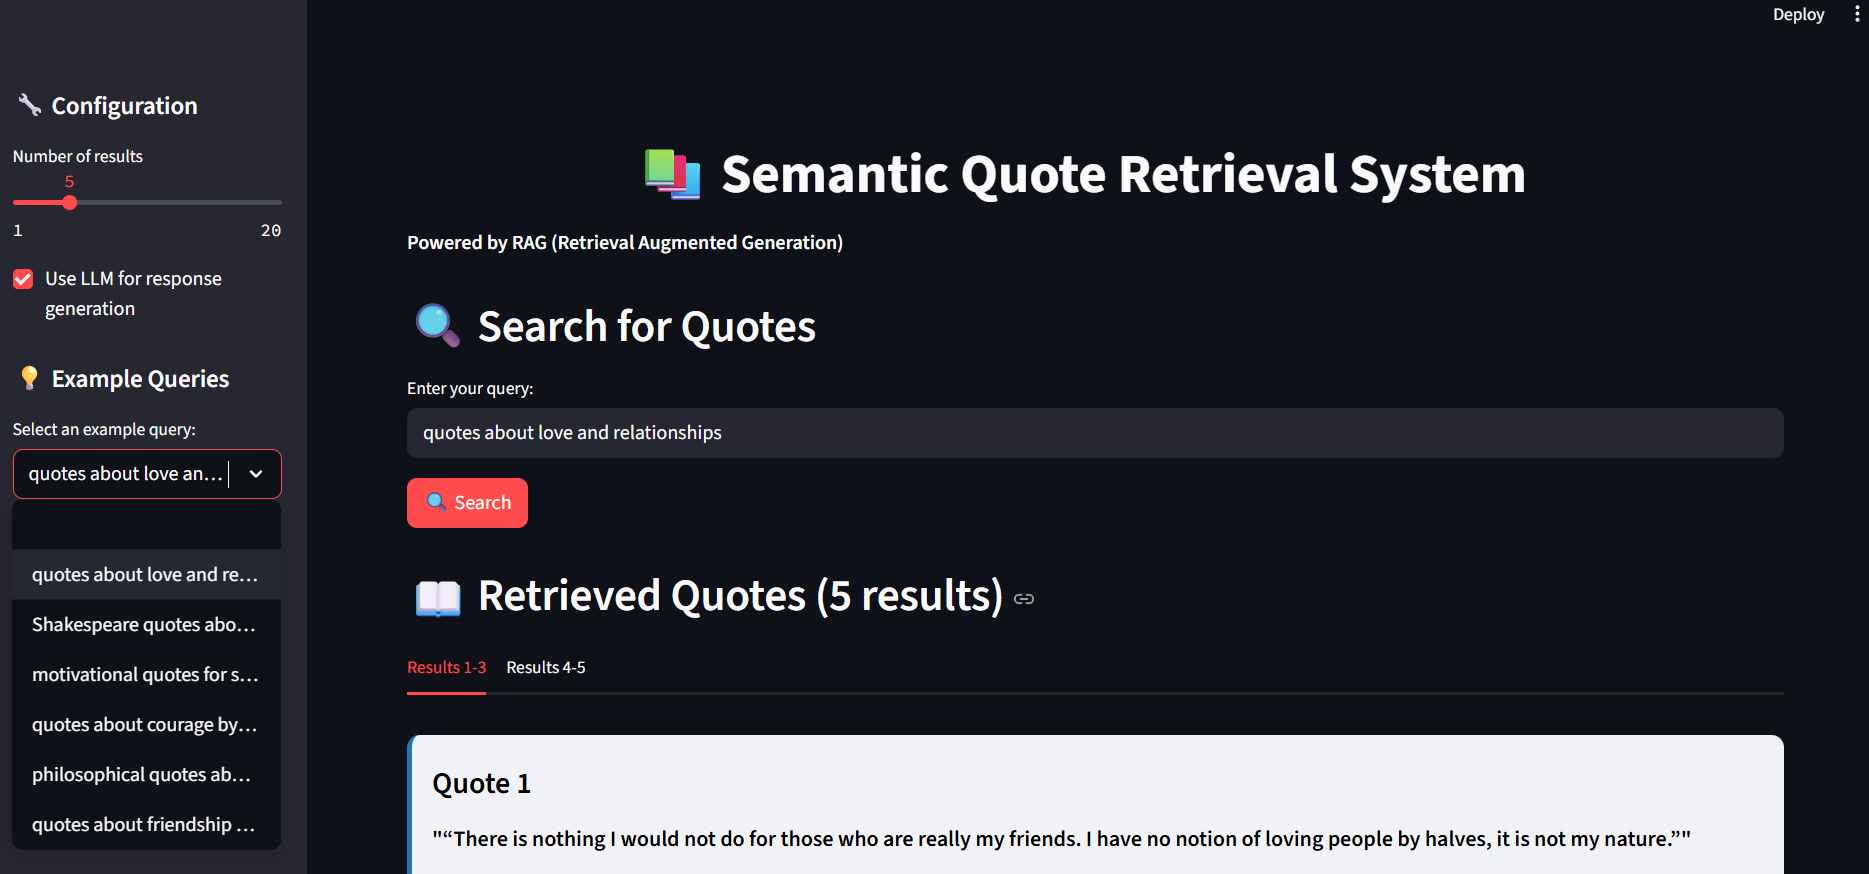 Deploy
Configuration
Number of results
5
1 20
Use LLM for response
generation
Example Queries
Select an example query:
quotes about love an...
quotes about love and re...
Shakespeare quotes abo...
motivational quotes for s...
quotes about courage by...
philosophical quotes ab...
quotes about friendship ...
Semantic Quote Retrieval System
Powered by RAG (Retrieval Augmented Generation)
Search for Quotes
Enter your query:
quotes about love and relationships
Search
Retrieved Quotes (5 results)
Results 1-3 Results 4-5
Quote 1
"“There is nothing I would not do for those who are really my friends. I have no notion of loving people by halves, it is not my nature.”"